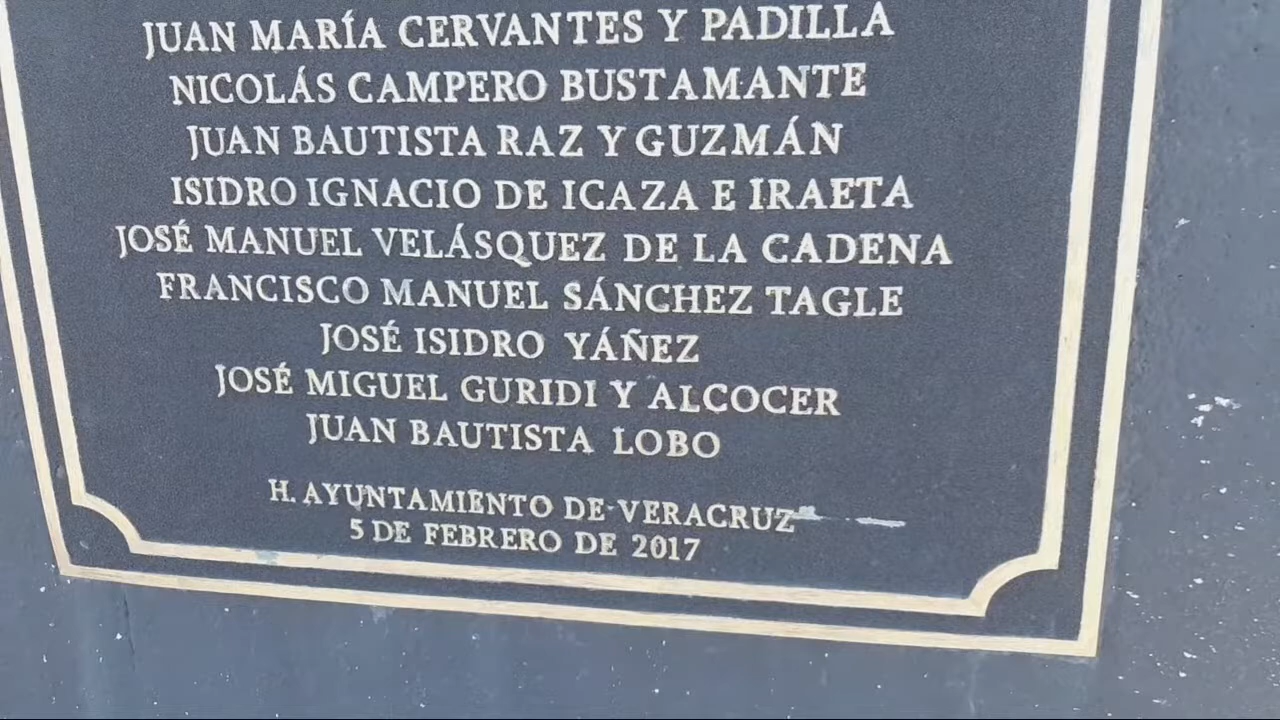 JUAN MARÍA CERVANTES Y PADILLA
NICOLÁS CAMPERO BUSTAMANTE
JUAN BAUTISTA RAZ Y GUZMÁN
ISIDRO IGNACIO DE ICAZA E IRAETA
JOSÉ MANUEL VELÁSQUEZ DE LA CADENA
FRANCISCO MANUEL SÁNCHEZ TAGLE
JOSÉ ISIDRO YÁÑEZ
JOSÉ MIGUEL GURIDI Y ALCOCER
JUAN BAUTISTA LOBO
H. AYUNTAMIENTO DE VERACRUZ
5 DE FEBRERO DE 2017